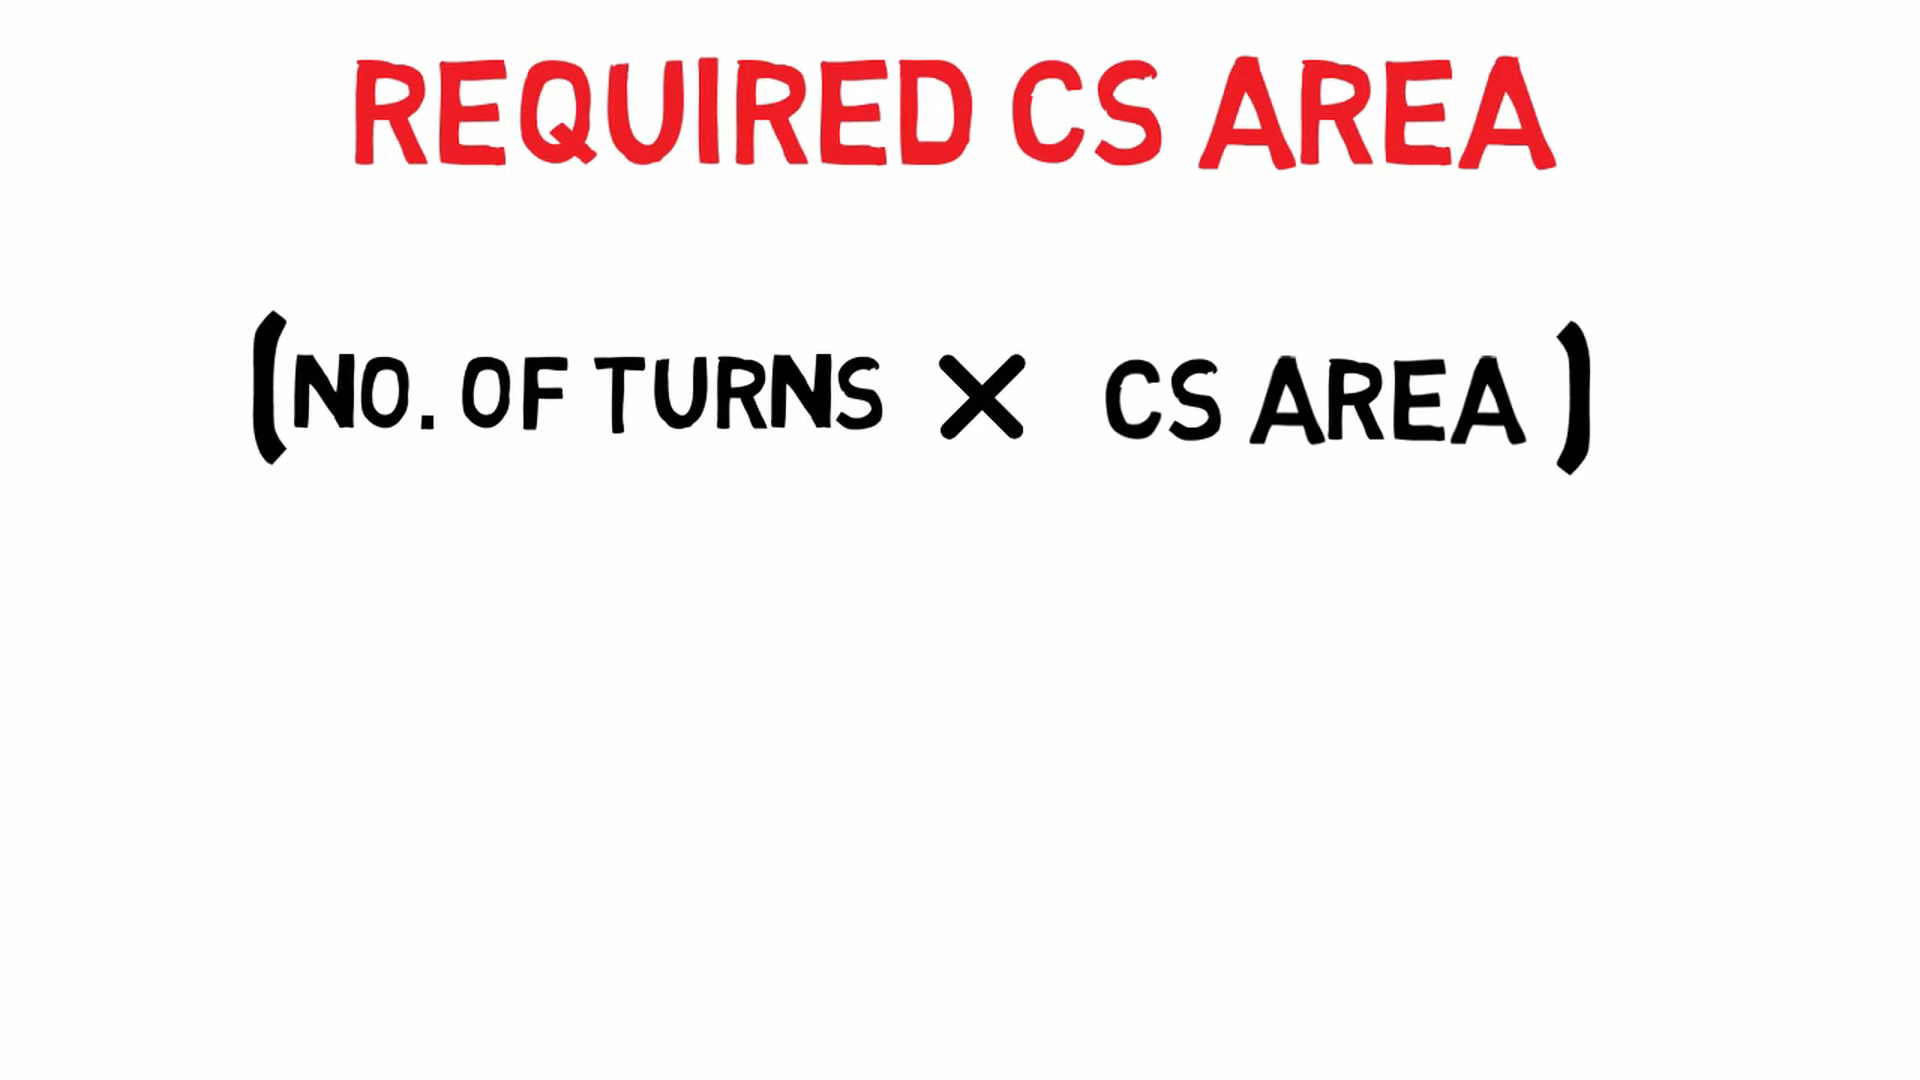 REQUIRED CS AREA
(NO. OF TURNS × CS AREA)